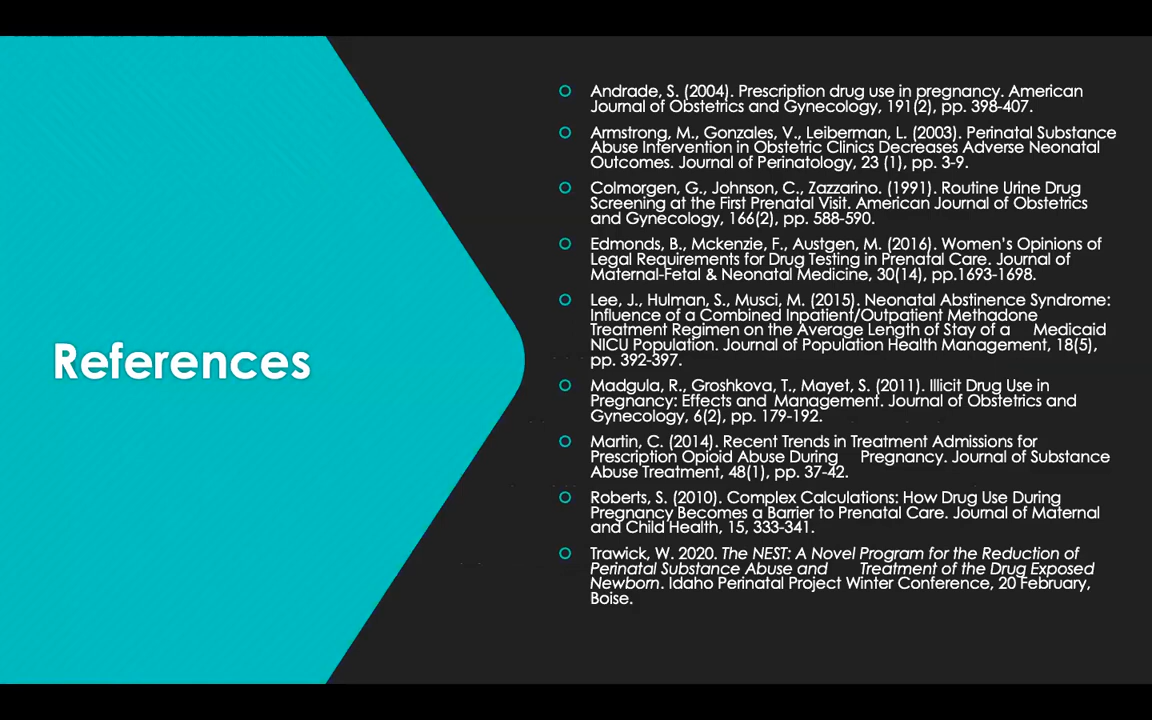 References
Andrade, S. (2004). Prescription drug use in pregnancy. American
Journal of Obstetrics and Gynecology, 191(2), pp. 398-407.
Armstrong, M., Gonzales, V., Leiberman, L. (2003). Perinatal Substance
Abuse Intervention in Obstetric Clinics Decreases Adverse Neonatal
Outcomes. Journal of Perinatology, 23 (1), pp. 3-9.
Colmorgen, G., Johnson, C., Zazzarino. (1991). Routine Urine Drug
Screening at the First Prenatal Visit. American Journal of Obstetrics
and Gynecology, 166(2), pp. 588-590.
Edmonds, B., Mckenzie, F., Austgen, M. (2016). Women's Opinions of
Legal Requirements for Drug Testing in Prenatal Care. Journal of
Maternal-Fetal & Neonatal Medicine, 30(14), pp.1693-1698.
Lee, J., Hulman, S., Musci, M. (2015). Neonatal Abstinence Syndrome:
Influence of a Combined Inpatient/Outpatient Methadone
Treatment Regimen on the Average Length of Stay of a Medicaid
NICU Population. Journal of Population Health Management, 18(5),
pp. 392-397.
Madgula, R., Groshkova, T., Mayet, S. (2011). Illicit Drug Use in
Pregnancy: Effects and Management. Journal of Obstetrics and
Gynecology, 6(2), pp. 179-192.
Martin, C. (2014). Recent Trends in Treatment Admissions for
Prescription Opioid Abuse During Pregnancy. Journal of Substance
Abuse Treatment, 48(1), pp. 37-42.
Roberts, S. (2010). Complex Calculations: How Drug Use During
Pregnancy Becomes a Barrier to Prenatal Care. Journal of Maternal
and Child Health, 15, 333-341.
Trawick, W. 2020. The NEST: A Novel Program for the Reduction of
Perinatal Substance Abuse and Treatment of the Drug Exposed
Newborn. Idaho Perinatal Project Winter Conference, 20 February,
Boise.